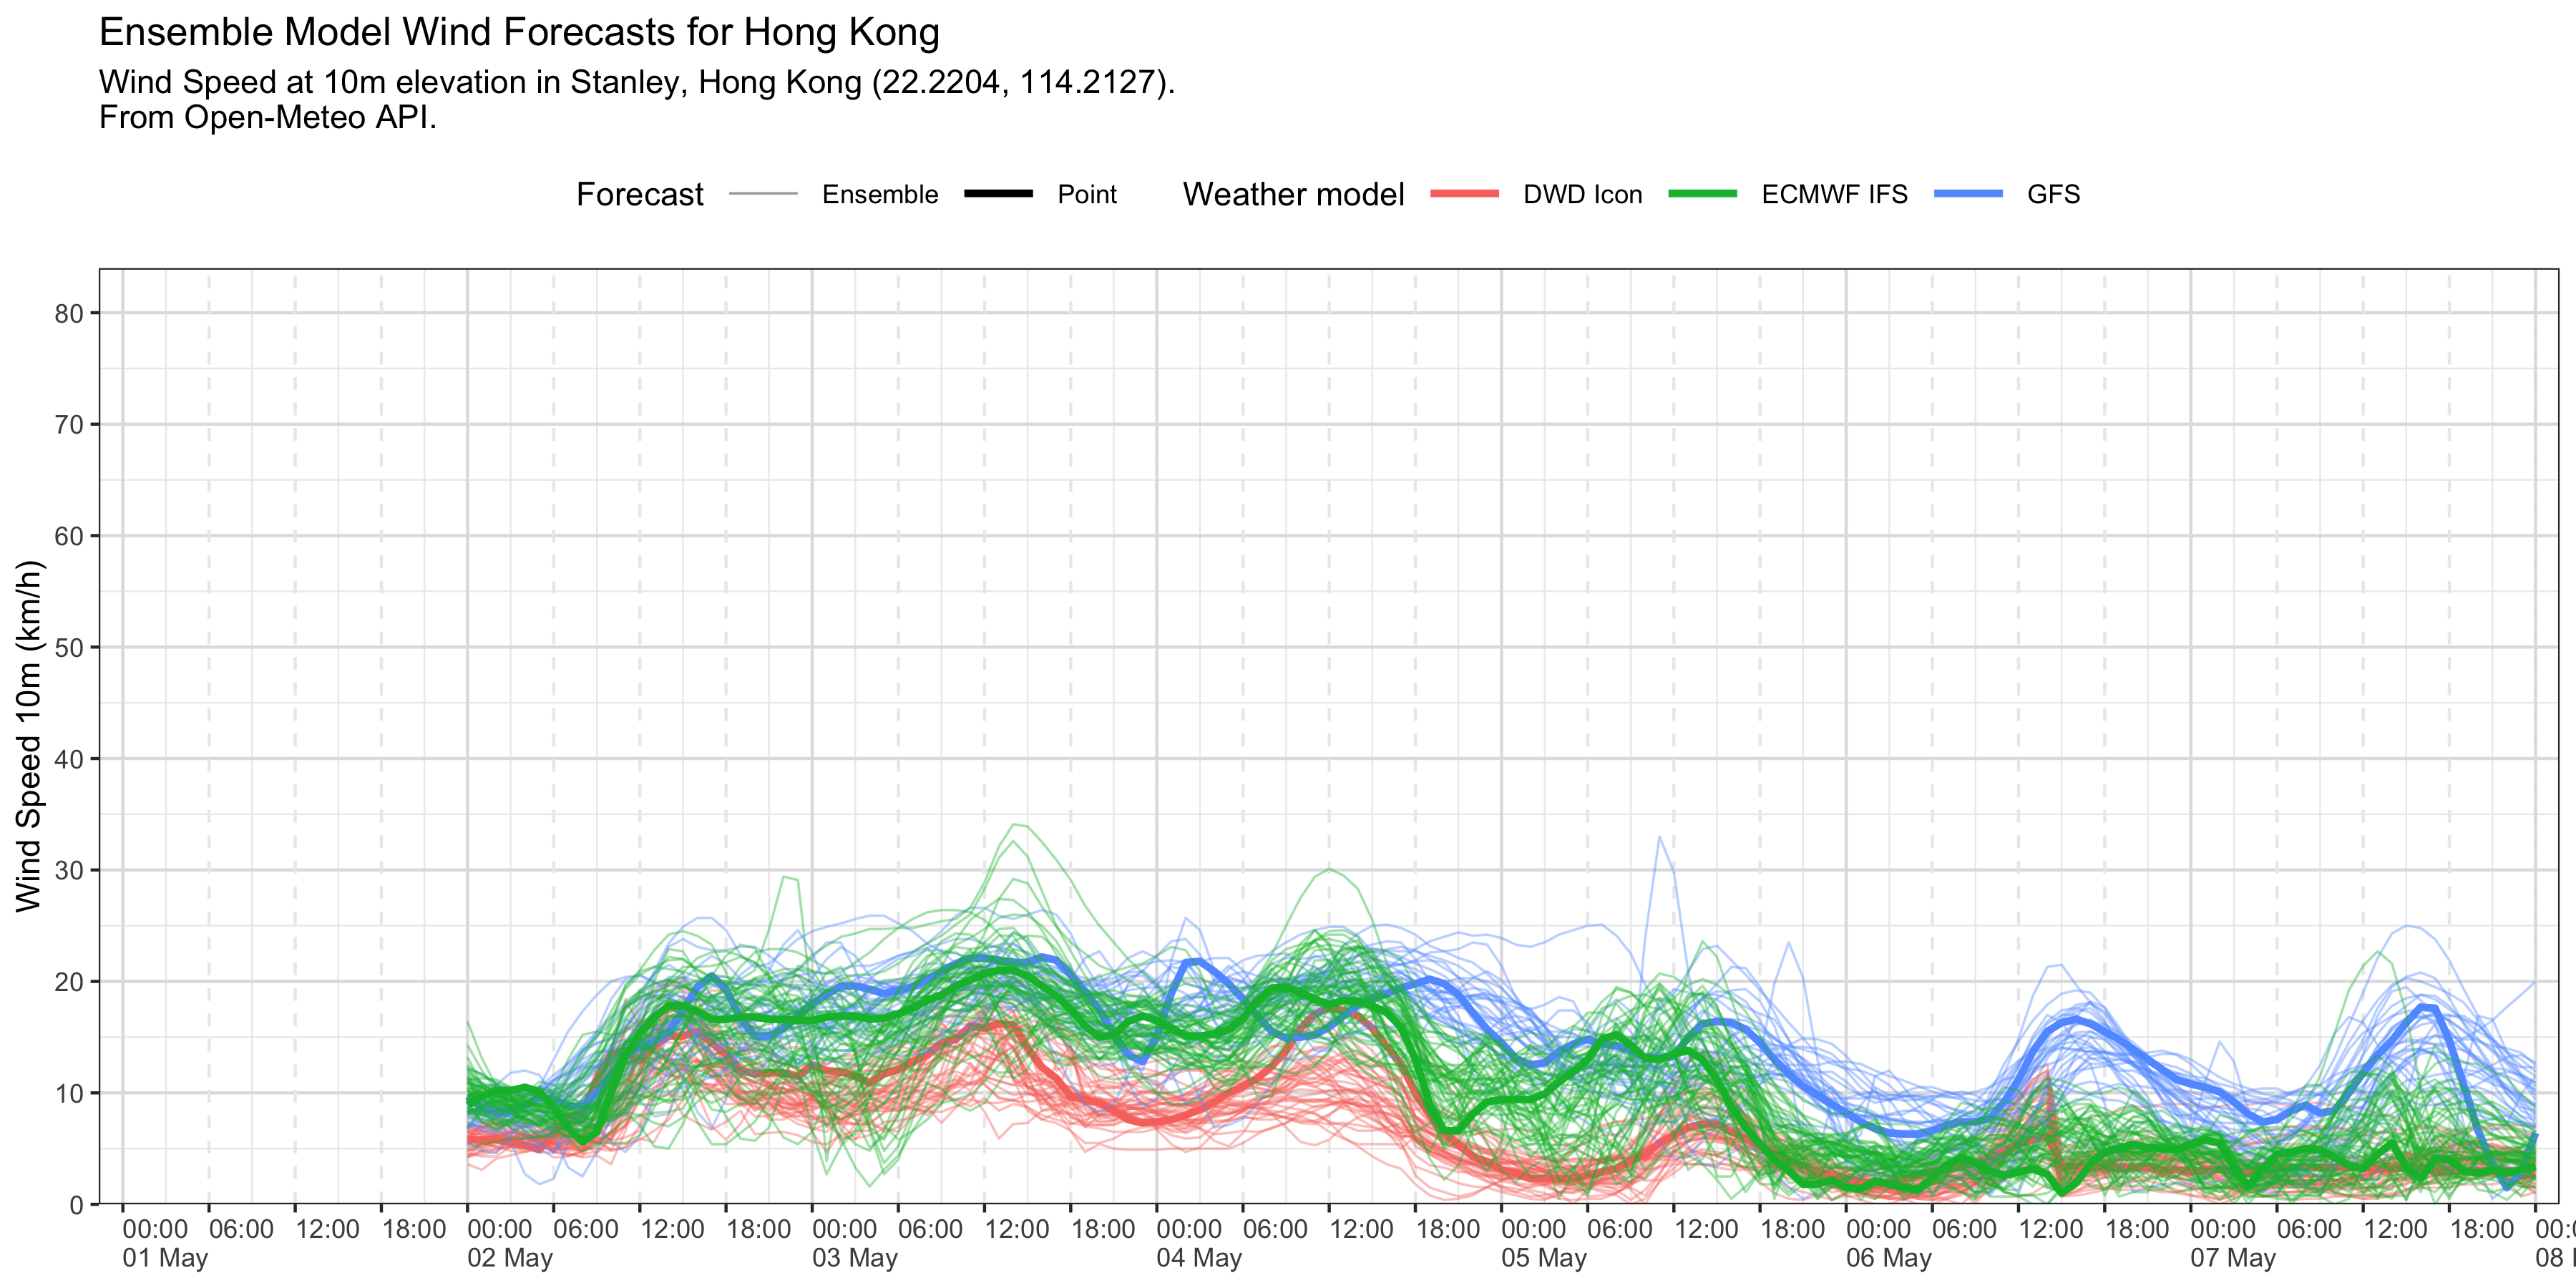 Ensemble Model Wind Forecasts for Hong Kong
Wind Speed at 10m elevation in Stanley, Hong Kong (22.2204, 114.2127).
From Open-Meteo API.
Forecast Ensemble Point Weather model DWD Icon ECMWF IFS GFS
Wind Speed 10m (km/h)
80
70
60
50
40
30
20
10
0
00:00 06:00 12:00 18:00 00:00 06:00 12:00 18:00 00:00 06:00 12:00 18:00 00:00 06:00 12:00 18:00 00:00 06:00 12:00 18:00 00:00 06:00 12:00 18:00 00:00 06:00 12:00 18:00
01 May 02 May 03 May 04 May 05 May 06 May 07 May 08